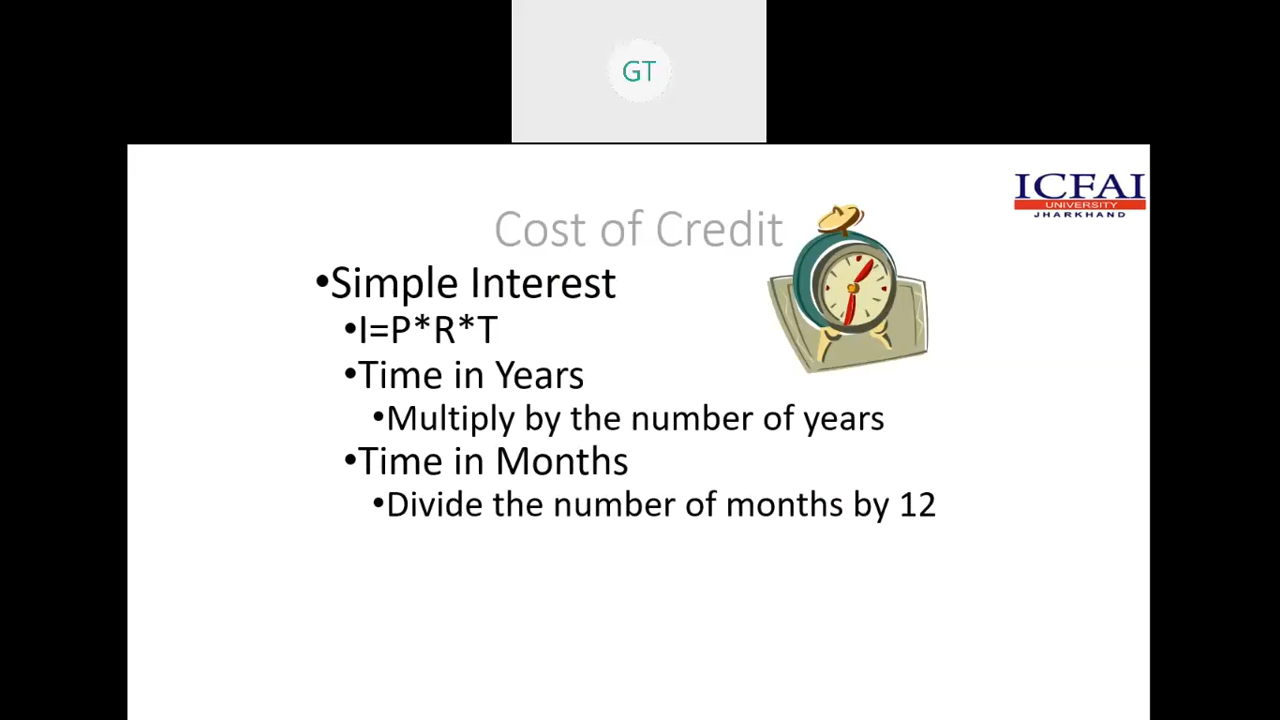 GT
ICFAI
UNIVERSITY
JHARKHAND
Cost of Credit
•Simple Interest
•I=P*R*T
•Time in Years
•Multiply by the number of years
•Time in Months
•Divide the number of months by 12